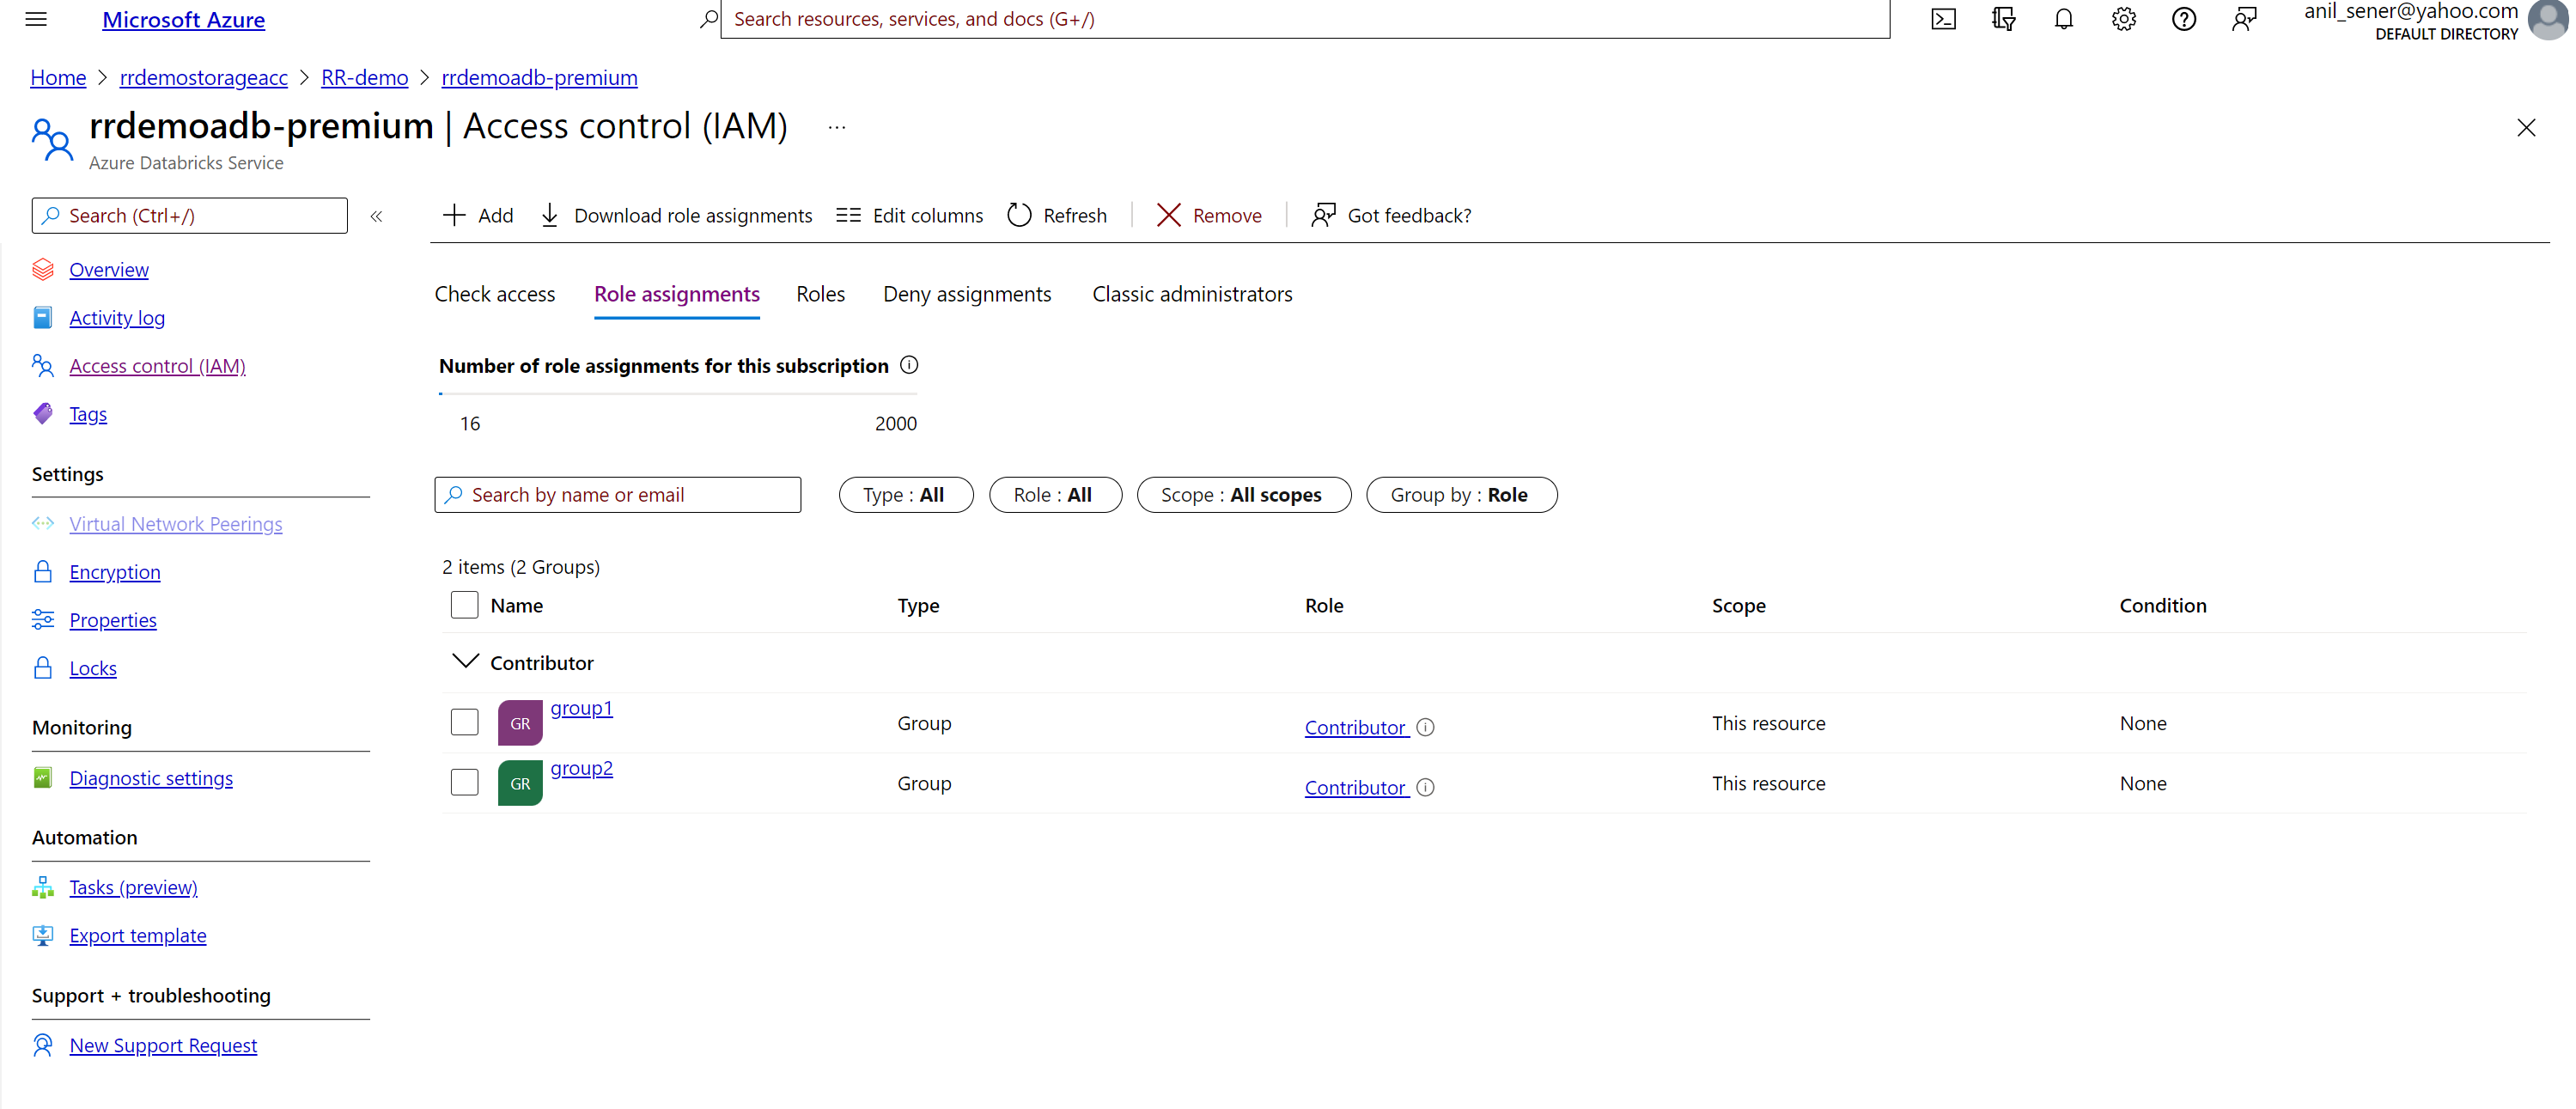 Microsoft Azure
Search resources, services, and docs (G+/)
anil_sener@yahoo.com
DEFAULT DIRECTORY
Home > rrdemostorageacc > RR-demo > rrdemoadb-premium
rrdemoadb-premium | Access control (IAM) ...
Azure Databricks Service
Search (Ctrl+/)
«
Overview
Activity log
Access control (IAM)
Tags
Settings
Virtual Network Peerings
Encryption
Properties
Locks
Monitoring
Diagnostic settings
Automation
Tasks (preview)
Export template
Support + troubleshooting
New Support Request
Add Download role assignments Edit columns Refresh Remove Got feedback?
Check access Role assignments Roles Deny assignments Classic administrators
Number of role assignments for this subscription
16 2000
Search by name or email Type : All Role : All Scope : All scopes Group by : Role
2 items (2 Groups)
Name Type Role Scope Condition
Contributor
GR group1 Group Contributor This resource None
GR group2 Group Contributor This resource None